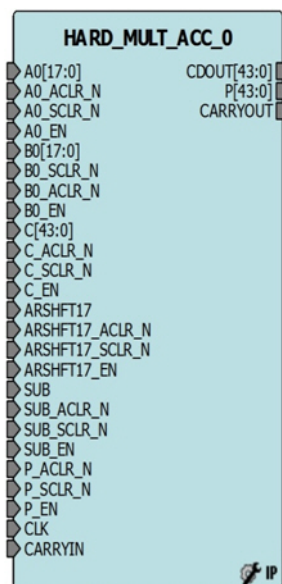 HARD_MULT_ACC_0
A0[17:0] CDOUT[43:0]
A0_ACLR_N P[43:0]
A0_SCLR_N CARRYOUT
A0_EN
B0[17:0]
B0_SCLR_N
B0_ACLR_N
B0_EN
C[43:0]
C_ACLR_N
C_SCLR_N
C_EN
ARSHFT17
ARSHFT17_ACLR_N
ARSHFT17_SCLR_N
ARSHFT17_EN
SUB
SUB_ACLR_N
SUB_SCLR_N
SUB_EN
P_ACLR_N
P_SCLR_N
P_EN
CLK
CARRYIN
IP